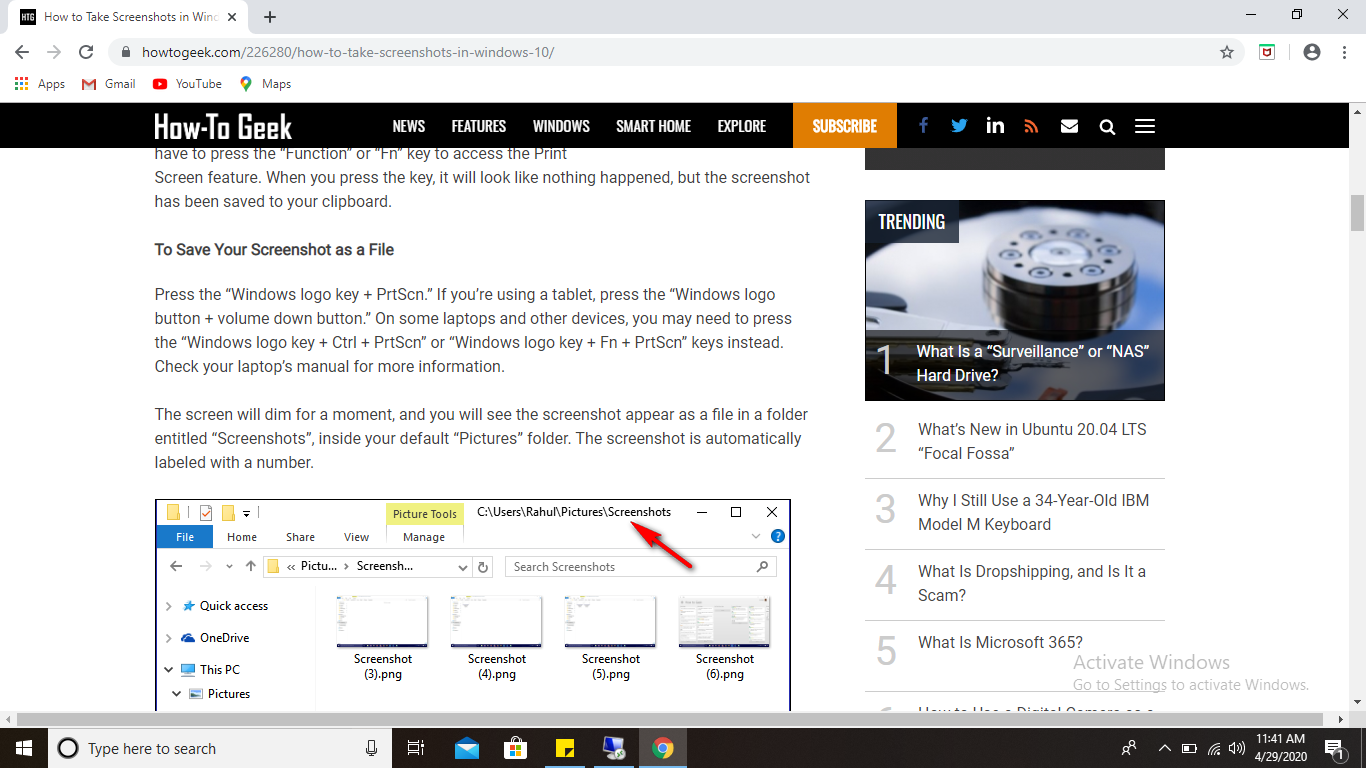 HTG
How to Take Screenshots in Wind
howtogeek.com/226280/how-to-take-screenshots-in-windows-10/
Apps
Gmail
YouTube
Maps
How-To Geek
NEWS
FEATURES
WINDOWS
SMART HOME
EXPLORE
SUBSCRIBE
have to press the “Function” or “Fn” key to access the Print
Screen feature. When you press the key, it will look like nothing happened, but the screenshot
has been saved to your clipboard.
To Save Your Screenshot as a File
Press the “Windows logo key + PrtScn.” If you’re using a tablet, press the “Windows logo
button + volume down button.” On some laptops and other devices, you may need to press
the “Windows logo key + Ctrl + PrtScn” or “Windows logo key + Fn + PrtScn” keys instead.
Check your laptop’s manual for more information.
The screen will dim for a moment, and you will see the screenshot appear as a file in a folder
entitled “Screenshots”, inside your default “Pictures” folder. The screenshot is automatically
labeled with a number.
Picture Tools
C:\Users\Rahul\Pictures\Screenshots
File
Home
Share
View
Manage
« Pictu... › Screensh...
Search Screenshots
Quick access
OneDrive
This PC
Pictures
Screenshot
(3).png
Screenshot
(4).png
Screenshot
(5).png
Screenshot
(6).png
TRENDING
1
What Is a “Surveillance” or “NAS”
Hard Drive?
2
What’s New in Ubuntu 20.04 LTS
“Focal Fossa”
3
Why I Still Use a 34-Year-Old IBM
Model M Keyboard
4
What Is Dropshipping, and Is It a
Scam?
5
What Is Microsoft 365?
Activate Windows
Go to Settings to activate Windows.
How to Use a Digital Camera as a
Type here to search
11:41 AM
4/29/2020
1